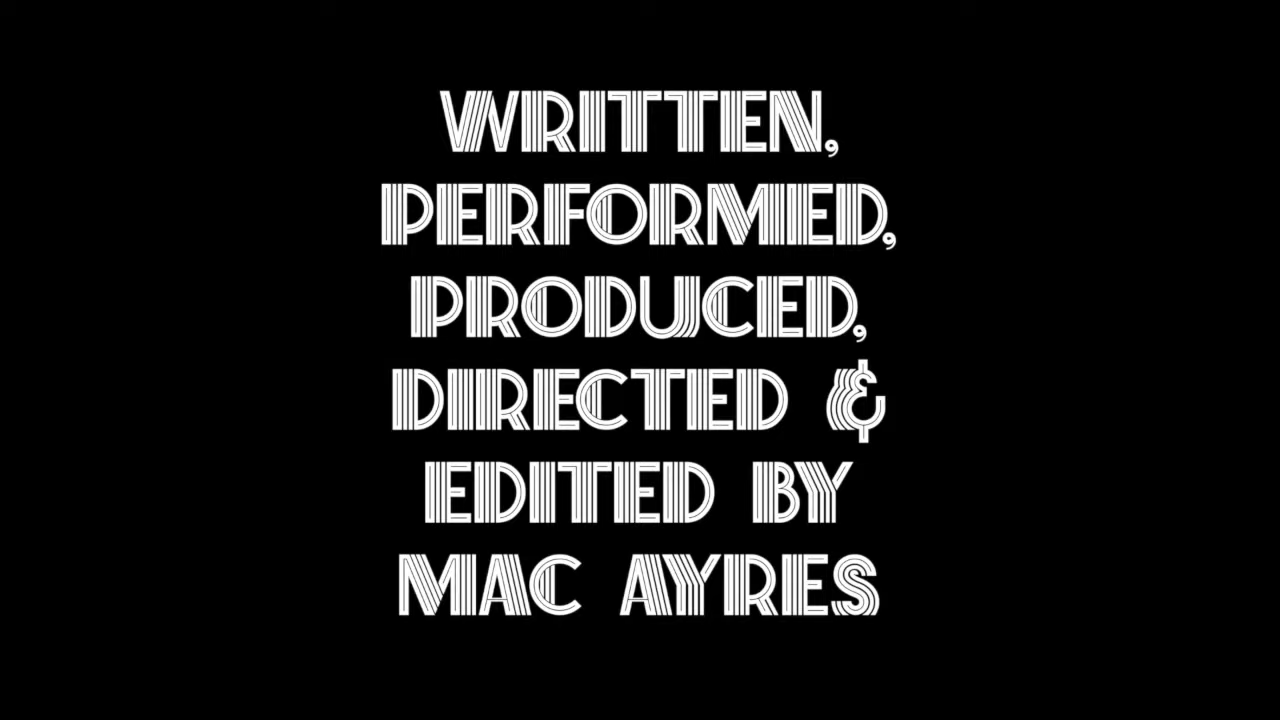 WRITTEN,
PERFORMED,
PRODUCED,
DIRECTED &
EDITED BY
MAC AYRES